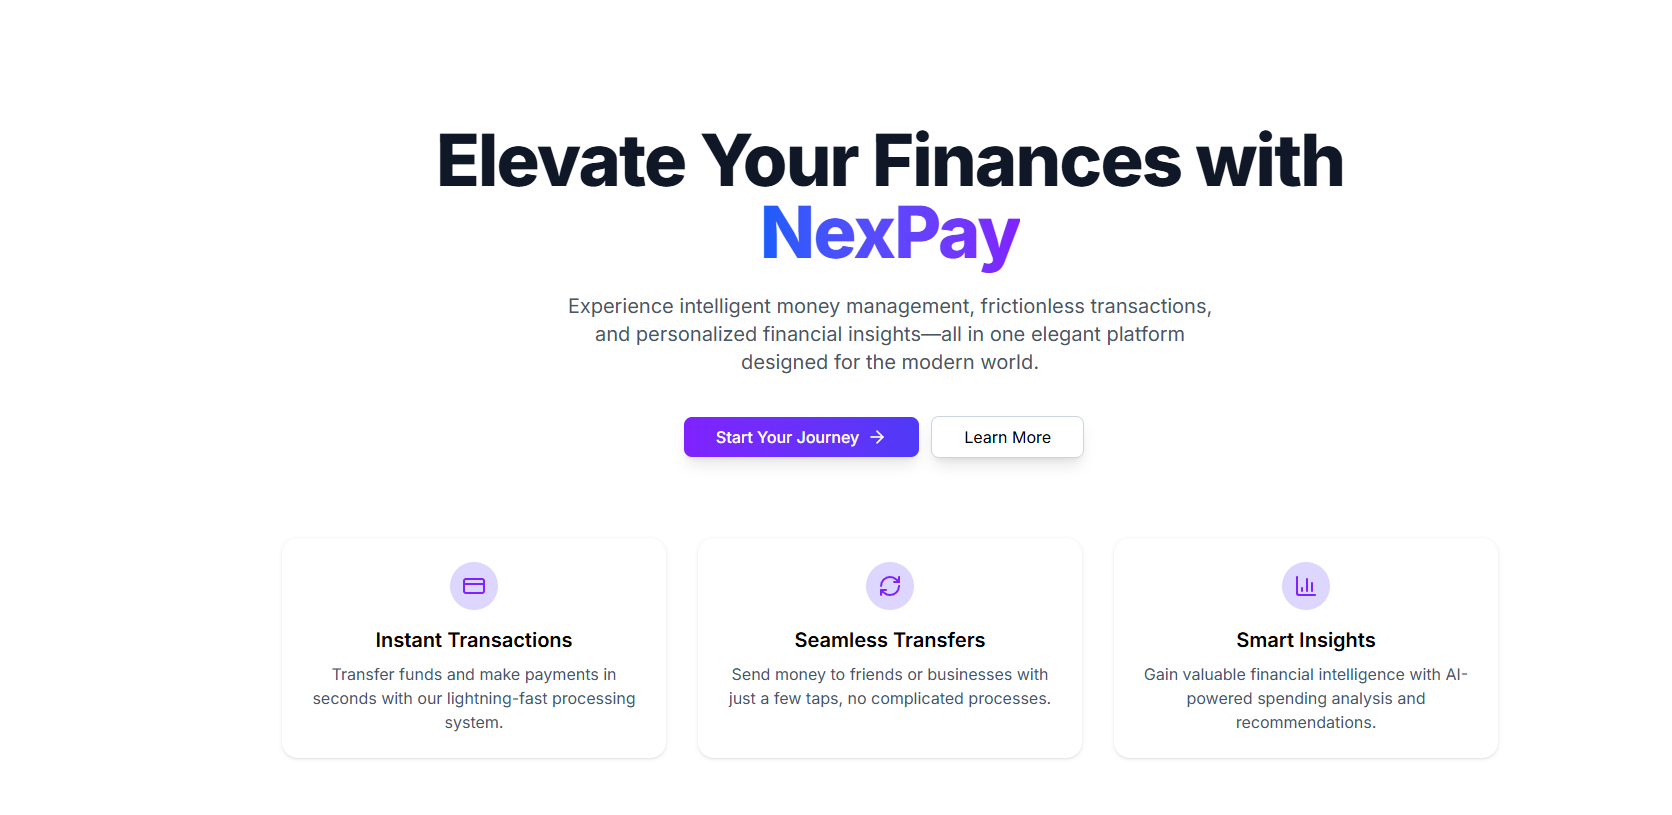 Elevate Your Finances with
NexPay
Experience intelligent money management, frictionless transactions,
and personalized financial insights—all in one elegant platform
designed for the modern world.
Start Your Journey
Learn More
Instant Transactions
Transfer funds and make payments in
seconds with our lightning-fast processing
system.
Seamless Transfers
Send money to friends or businesses with
just a few taps, no complicated processes.
Smart Insights
Gain valuable financial intelligence with AI-
powered spending analysis and
recommendations.